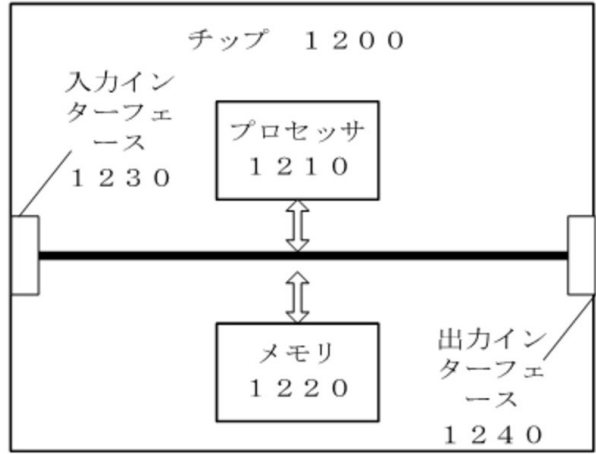 チップ　１２００
入力イン
ターフェ
ース
１２３０
プロセッサ
１２１０
メモリ
１２２０
出力イン
ターフェ
ース
１２４０